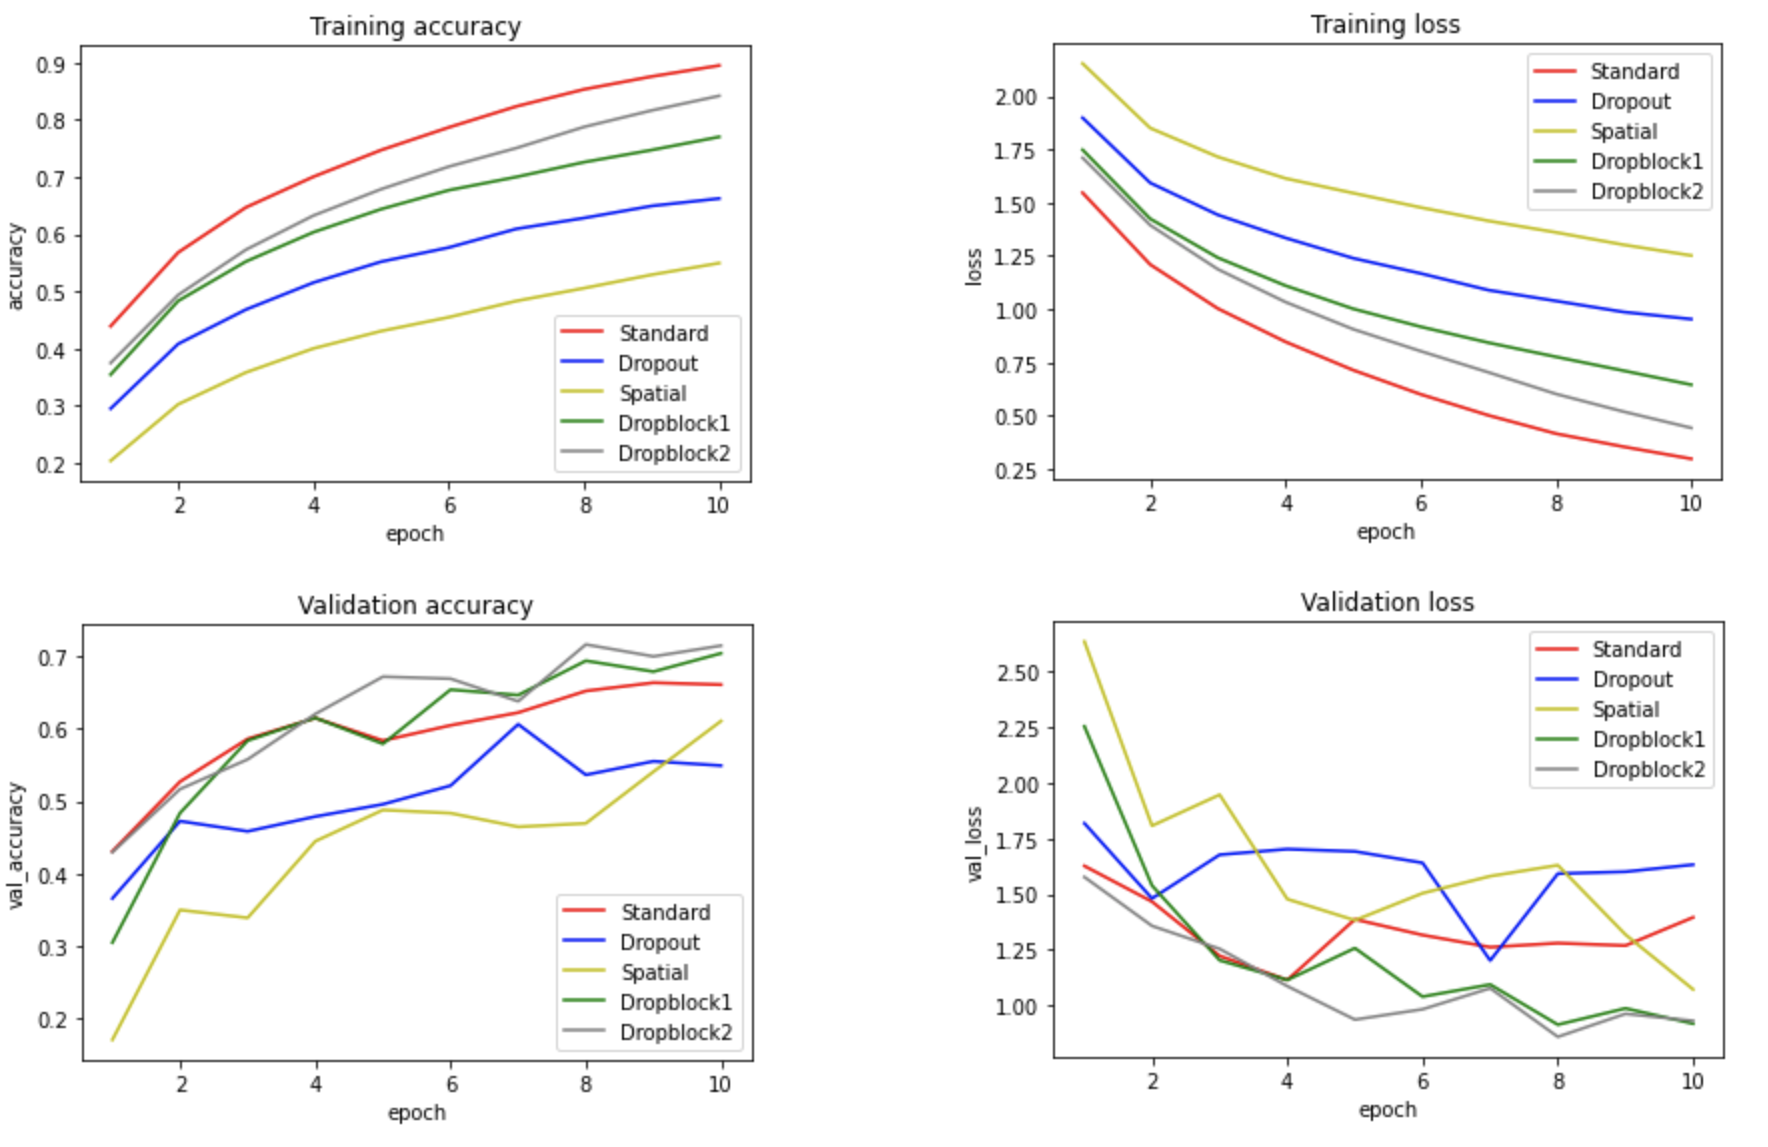 Training accuracy
0.9
0.8
0.7
0.6
0.5
0.4
0.3
0.2
accuracy
Standard
Dropout
Spatial
Dropblock1
Dropblock2
2 4 6 8 10
epoch
Training loss
2.00
1.75
1.50
1.25
1.00
0.75
0.50
0.25
loss
Standard
Dropout
Spatial
Dropblock1
Dropblock2
2 4 6 8 10
epoch
Validation accuracy
0.7
0.6
0.5
0.4
0.3
0.2
val_accuracy
Standard
Dropout
Spatial
Dropblock1
Dropblock2
2 4 6 8 10
epoch
Validation loss
2.50
2.25
2.00
1.75
1.50
1.25
1.00
val_loss
Standard
Dropout
Spatial
Dropblock1
Dropblock2
2 4 6 8 10
epoch